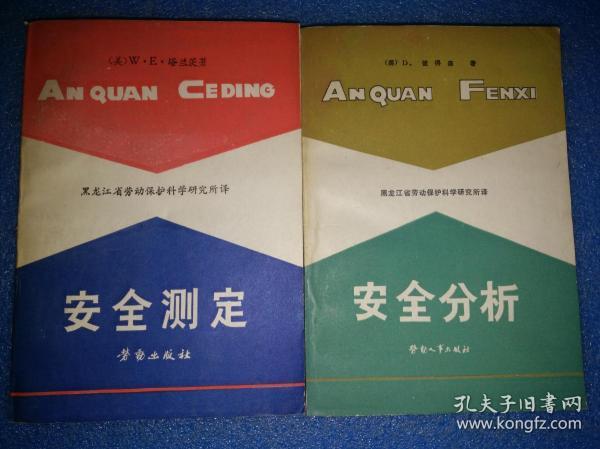 (美)W·E·塔兰茨著
AN QUAN CEDING
黑龙江省劳动保护科学研究所译
安全测定
劳动出版社
(美)D。彼得森 著
AN QUAN FENXI
黑龙江省劳动保护科学研究所译
安全分析
劳动人事出版社
孔夫子旧书网
www.kongfz.com